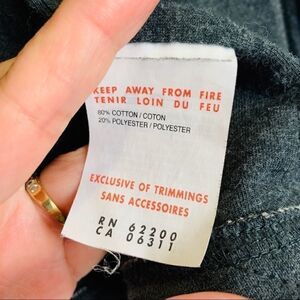 KEEP AWAY FROM FIRE
TENIR LOIN DU FEU
80% COTTON / COTON
20% POLYESTER / POLYESTER
EXCLUSIVE OF TRIMMINGS
SANS ACCESSOIRES
RN 62200
CA 06311